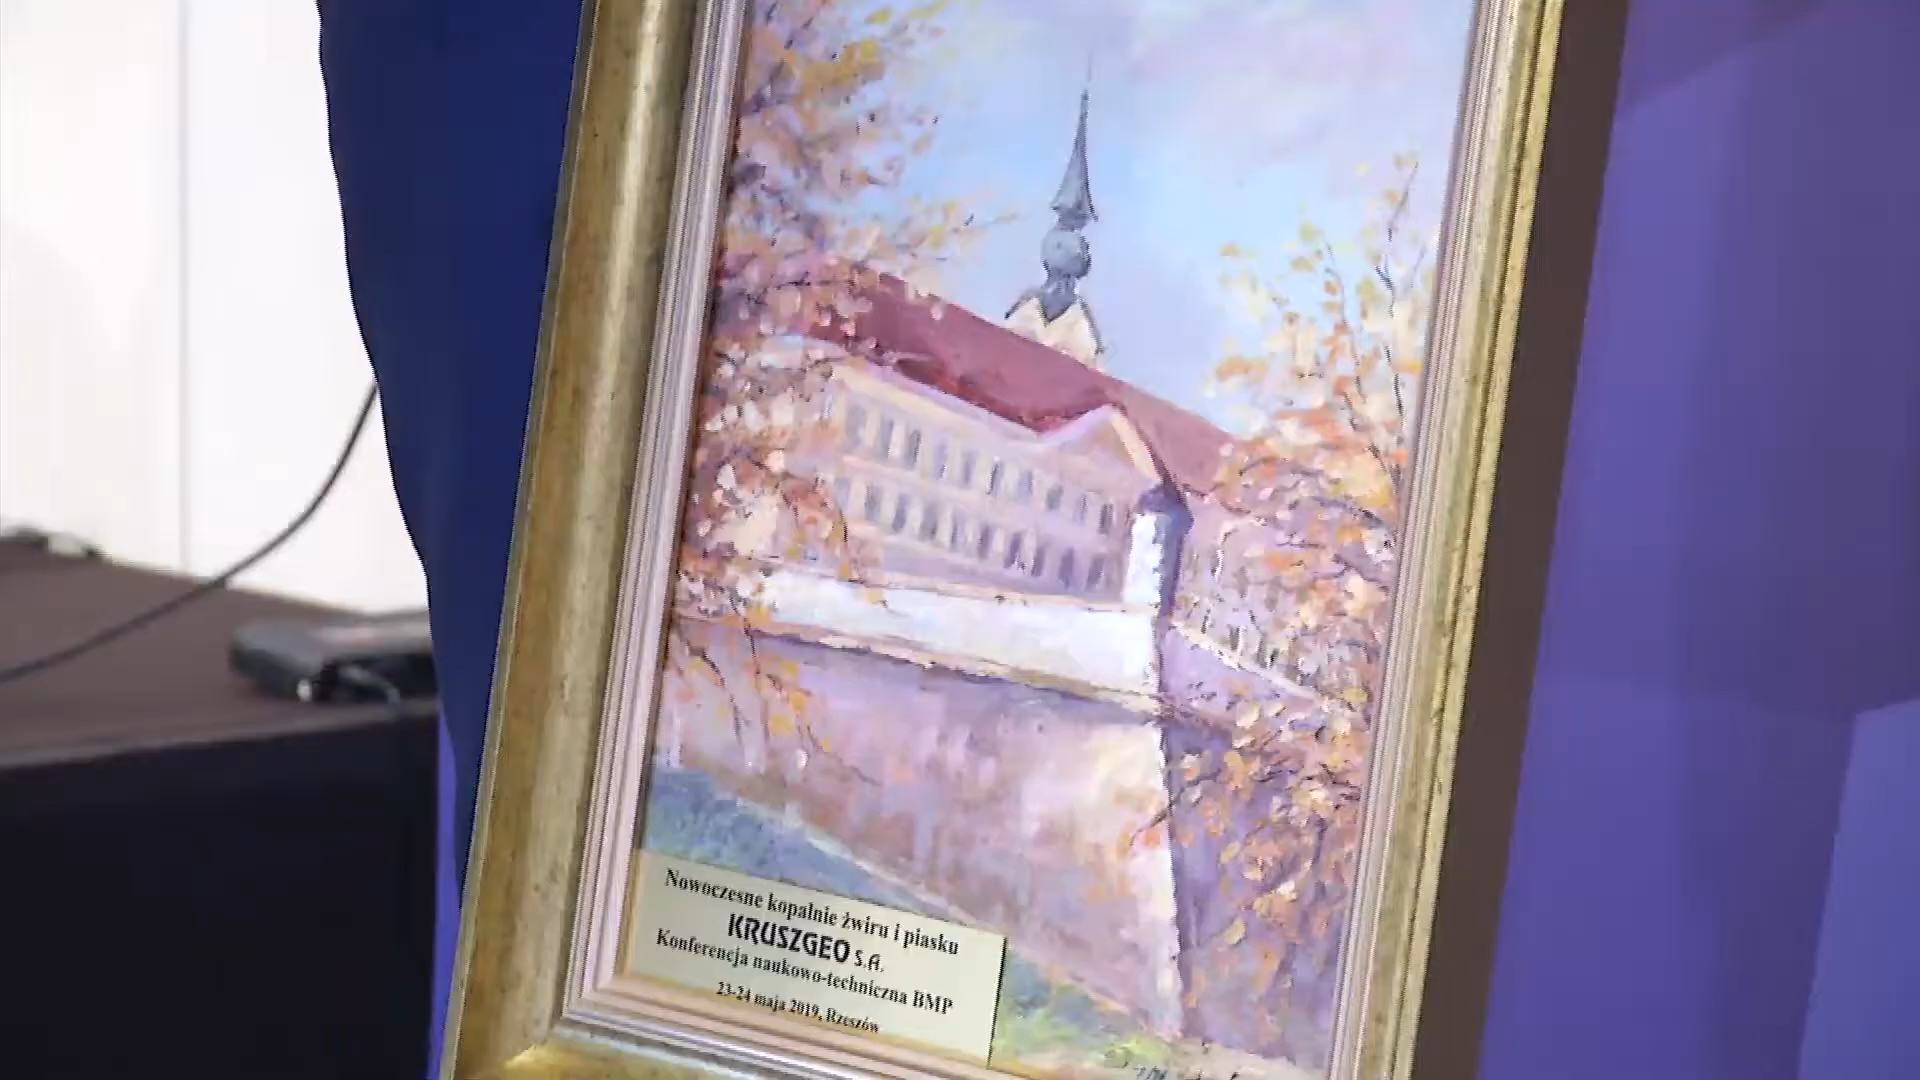 Nowoczesne kopalnie żwiru i piasku
KRUSZGEO S.A.
Konferencja naukowo-techniczna BMP
23-24 maja 2019, Rzeszów